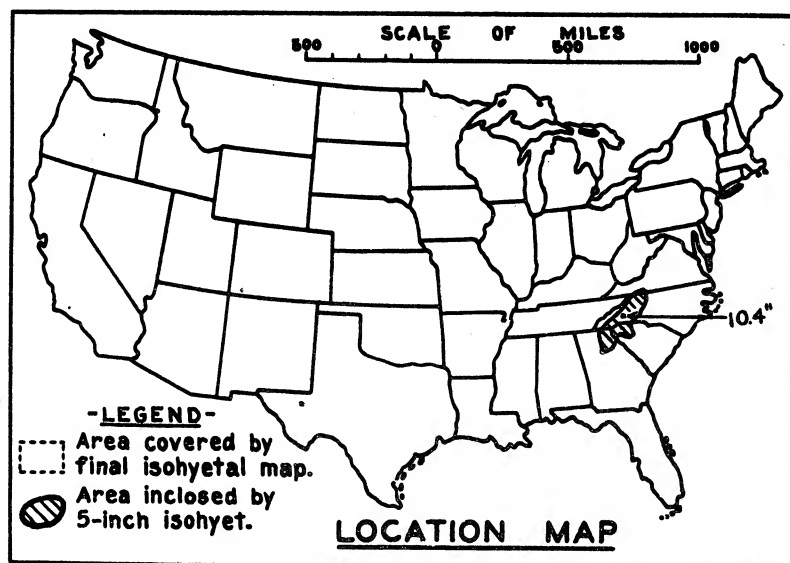 SCALE OF MILES
500 0 500 1000
10.4"
-LEGEND-
Area covered by
final isohyetal map.
Area inclosed by
5-inch isohyet.
LOCATION MAP